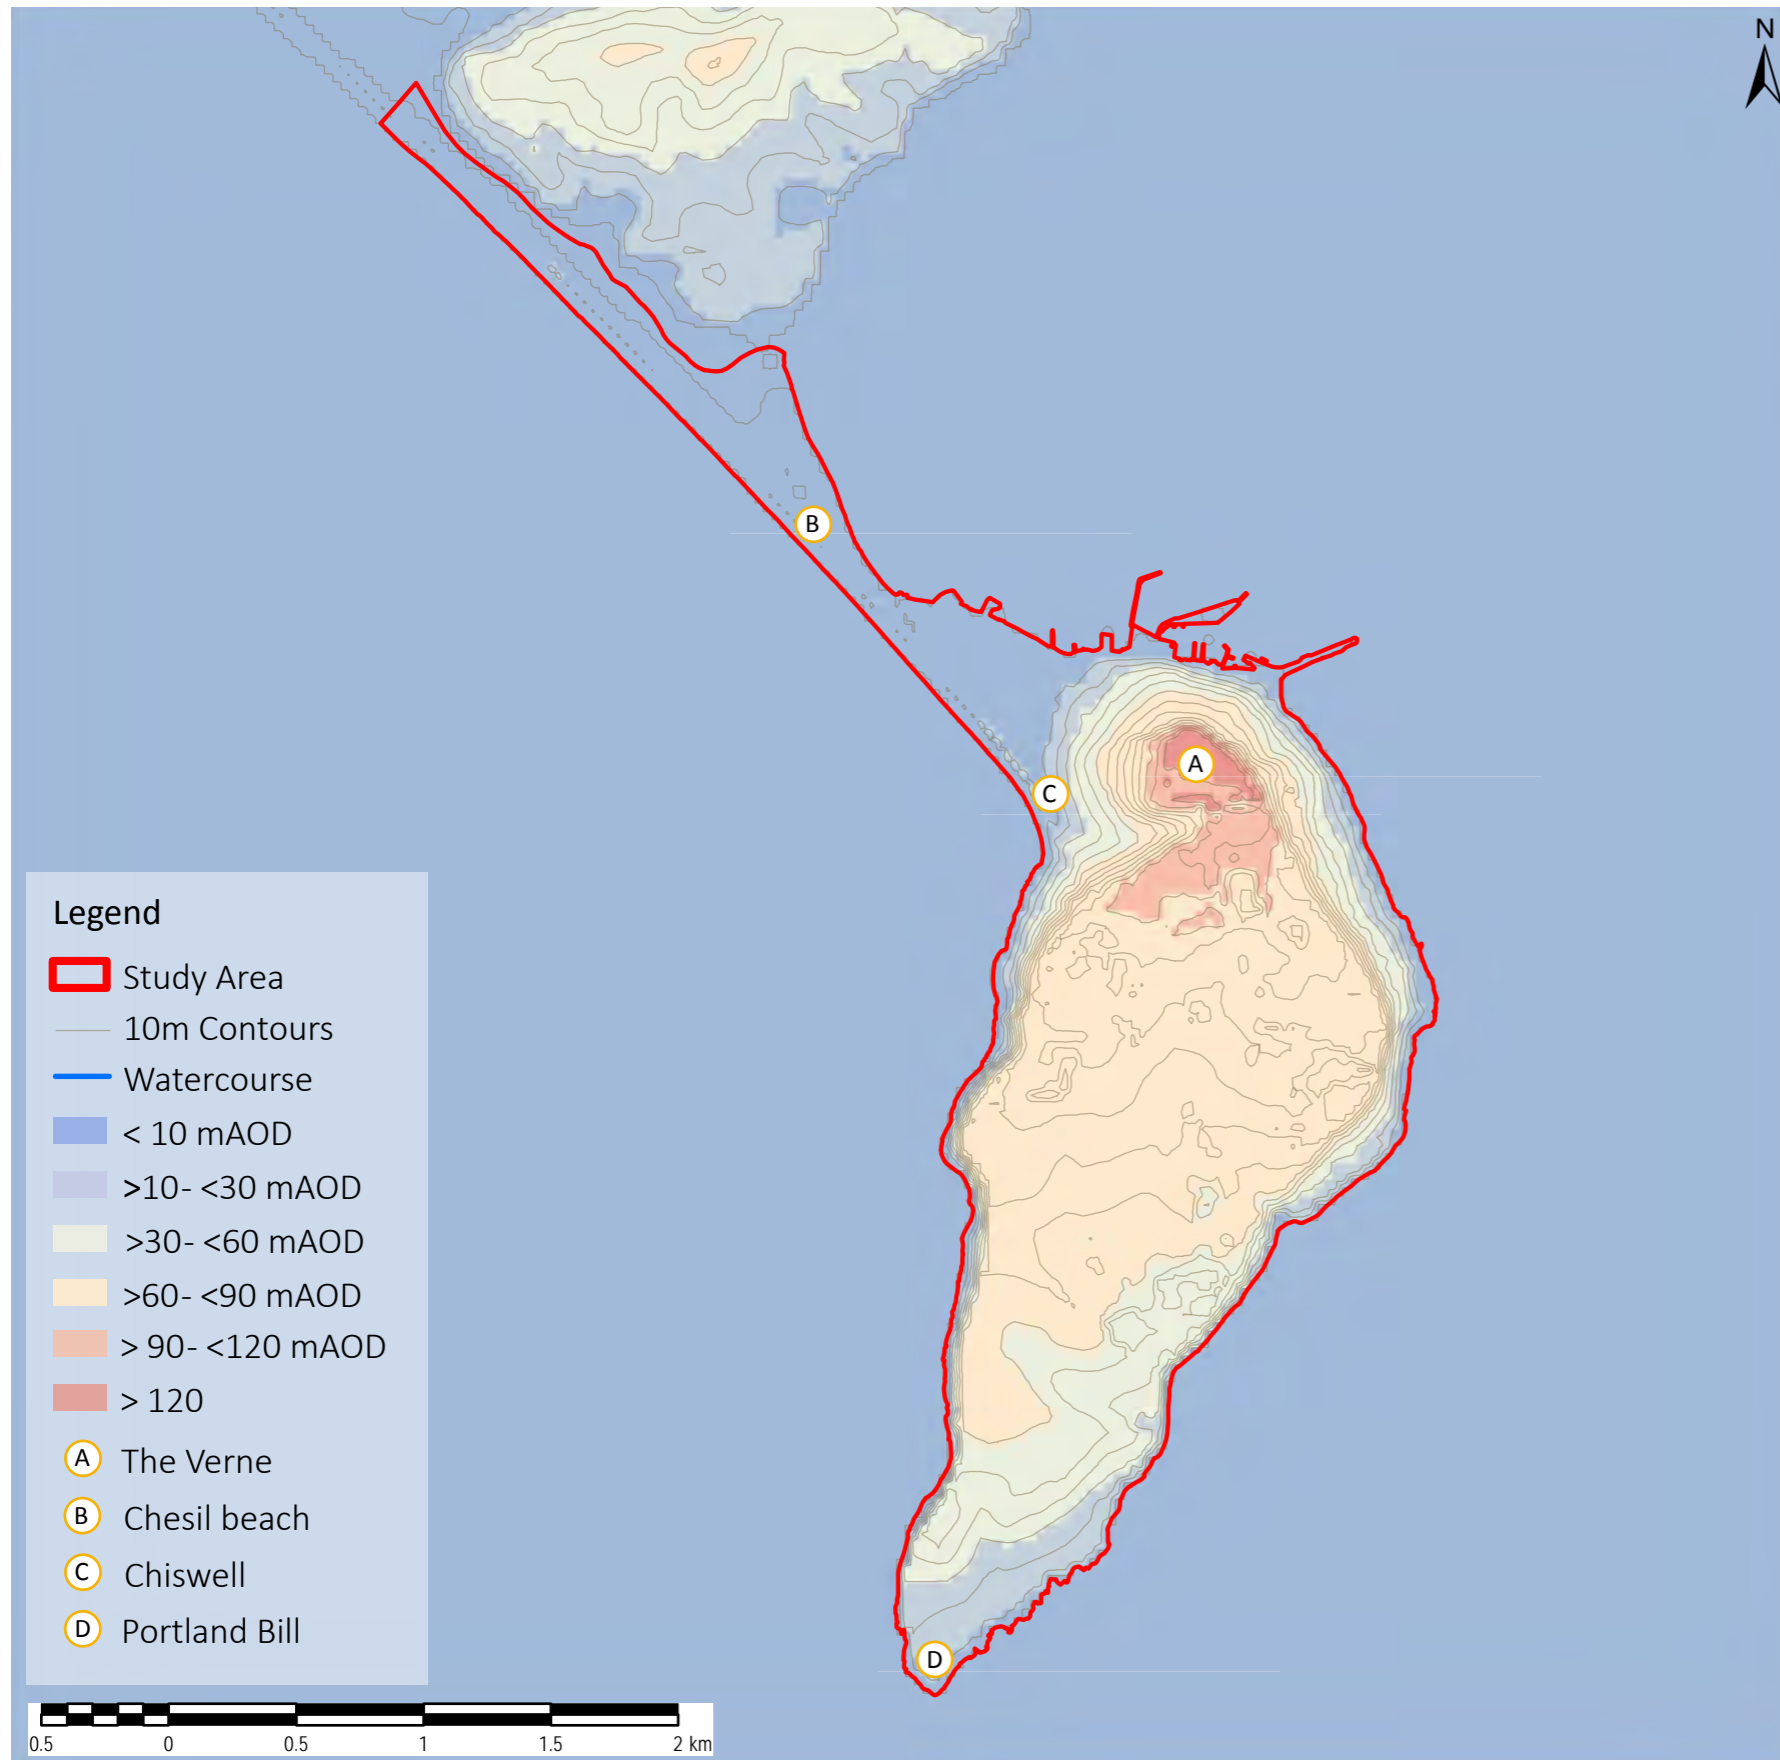 N
B
A
C
D
Legend
Study Area
10m Contours
Watercourse
< 10 mAOD
>10- <30 mAOD
>30- <60 mAOD
>60- <90 mAOD
> 90- <120 mAOD
> 120
A The Verne
B Chesil beach
C Chiswell
D Portland Bill
0.5 0 0.5 1 1.5 2 km